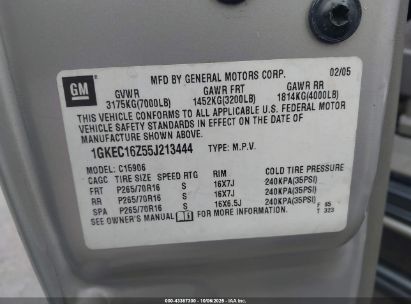 GM
MFD BY GENERAL MOTORS CORP. 02/05
GVWR GAWR FRT GAWR RR
3175KG(7000LB) 1452KG(3200LB) 1814KG(4000LB)
THIS VEHICLE CONFORMS TO ALL APPLICABLE U.S. FEDERAL MOTOR
VEHICLE SAFETY STANDARDS IN EFFECT ON THE DATE OF
MANUFACTURE SHOWN ABOVE.
1GKEC16Z55J213444 TYPE: M.P.V.
MODEL: C15906
CAGC TIRE SIZE SPEED RTG RIM COLD TIRE PRESSURE
FRT P265/70R16 S 16X7J 240KPA(35PSI)
RR P265/70R16 S 16X7J 240KPA(35PSI)
SPA P265/70R16 S 16X6.5J 240KPA(35PSI)
SEE OWNER'S MANUAL FOR MORE INFORMATION.
T 323